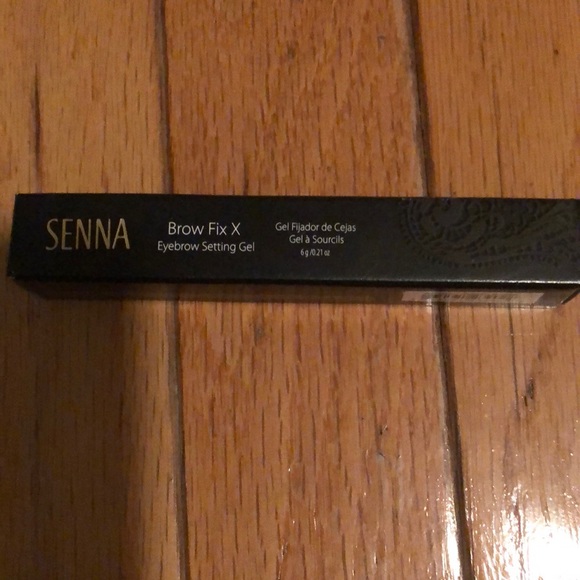 SENNA
Brow Fix X
Eyebrow Setting Gel
Gel Fijador de Cejas
Gel à Sourcils
6 g /0.21 oz